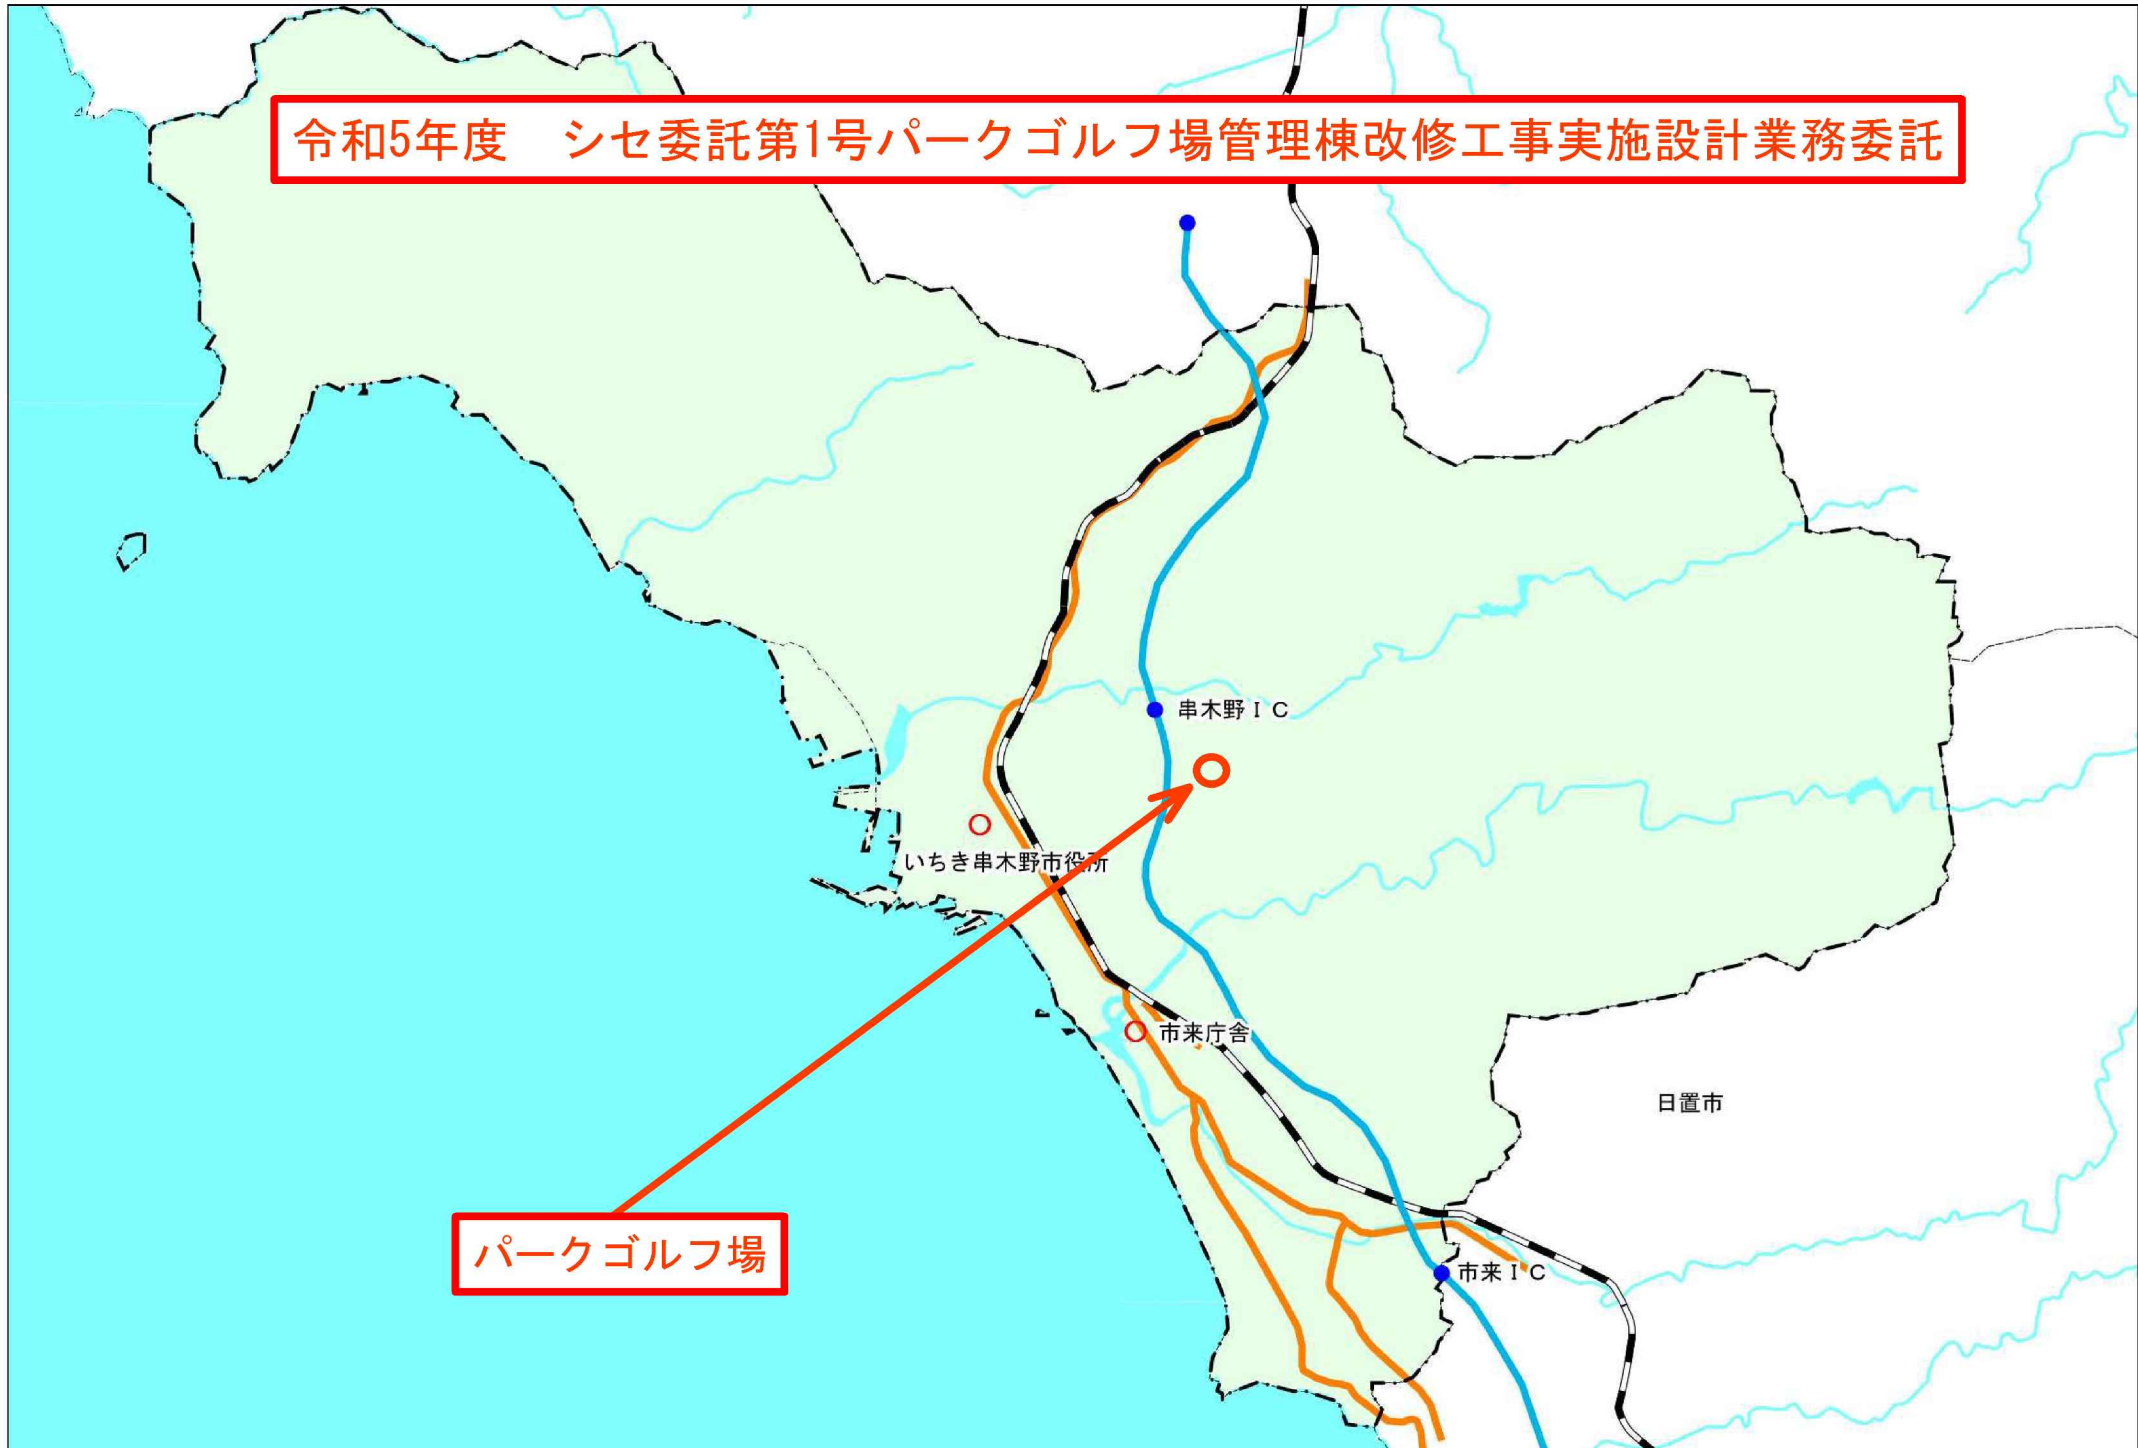 令和5年度　シセ委託第1号パークゴルフ場管理棟改修工事実施設計業務委託
串木野ＩＣ
いちき串木野市役所
市来庁舎
日置市
パークゴルフ場
市来ＩＣ